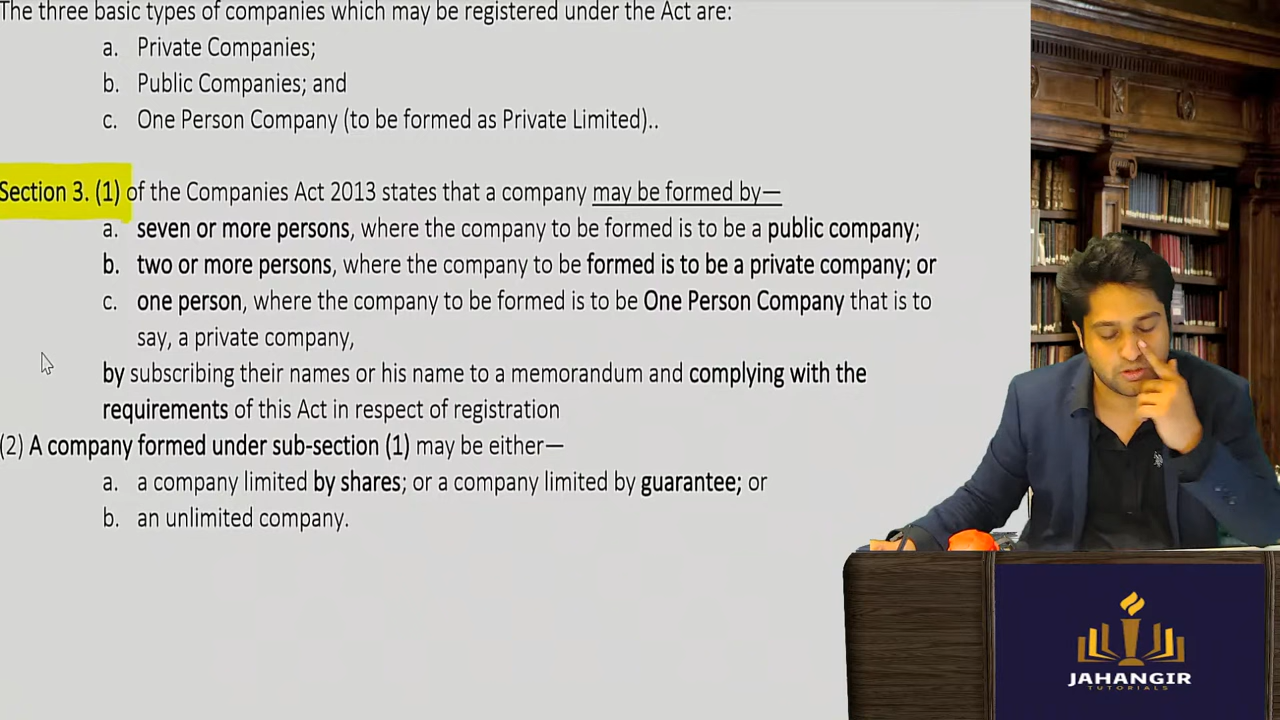 The three basic types of companies which may be registered under the Act are:
a. Private Companies;
b. Public Companies; and
c. One Person Company (to be formed as Private Limited)..
Section 3. (1) of the Companies Act 2013 states that a company may be formed by—
a. seven or more persons, where the company to be formed is to be a public company;
b. two or more persons, where the company to be formed is to be a private company; or
c. one person, where the company to be formed is to be One Person Company that is to
say, a private company,
by subscribing their names or his name to a memorandum and complying with the
requirements of this Act in respect of registration
(2) A company formed under sub-section (1) may be either—
a. a company limited by shares; or a company limited by guarantee; or
b. an unlimited company.
JAHANGIR
TUTORIALS